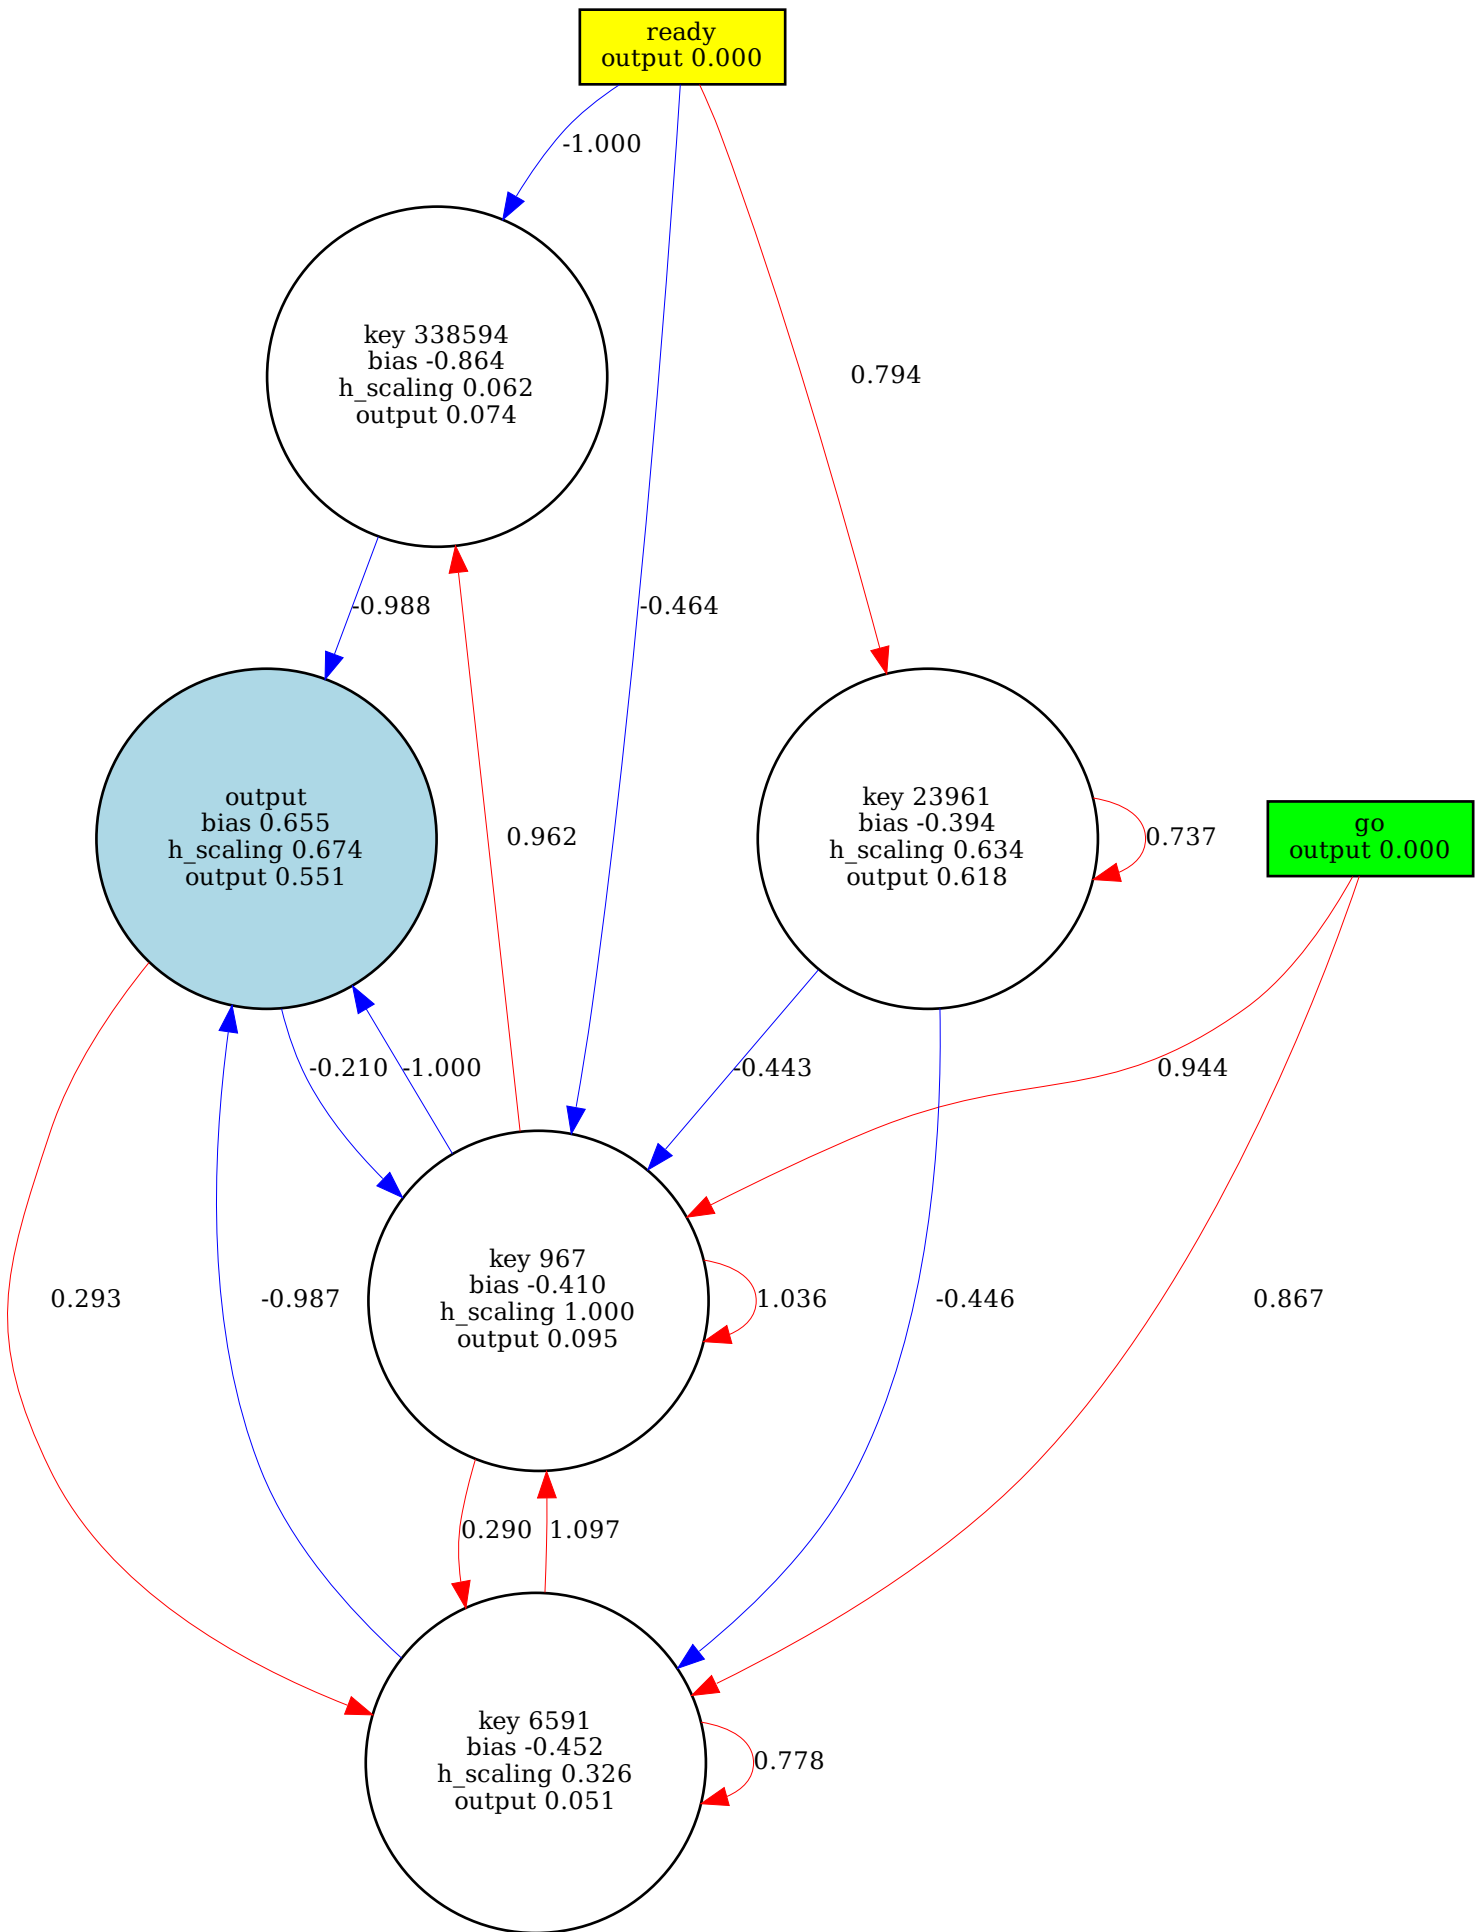 ready
output 0.000
-1.000
key 338594
bias -0.864
h_scaling 0.062
output 0.074
0.794
-0.988
-0.464
output
bias 0.655
h_scaling 0.674
output 0.551
0.962
key 23961
bias -0.394
h_scaling 0.634
output 0.618
0.737
go
output 0.000
-0.210
-1.000
-0.443
0.944
0.293
-0.987
key 967
bias -0.410
h_scaling 1.000
output 0.095
1.036
-0.446
0.867
0.290
1.097
key 6591
bias -0.452
h_scaling 0.326
output 0.051
0.778